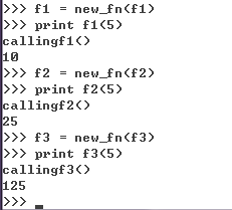 >>> f1 = new_fn(f1)
>>> print f1(5)
callingf1()
10
>>> f2 = new_fn(f2)
>>> print f2(5)
callingf2()
25
>>> f3 = new_fn(f3)
>>> print f3(5)
callingf3()
125
>>> _